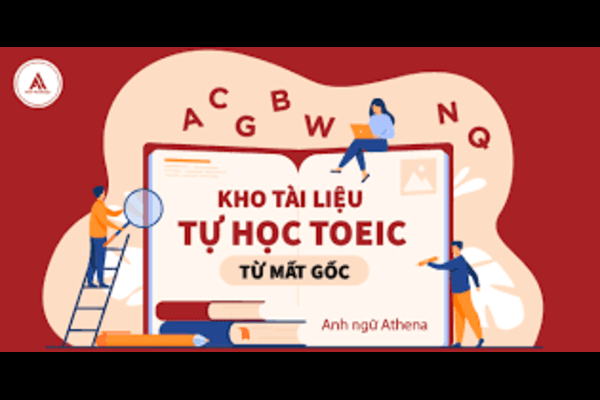 A C G B W N Q
KHO TÀI LIỆU
TỰ HỌC TOEIC
TỪ MẤT GỐC
Anh ngữ Athena